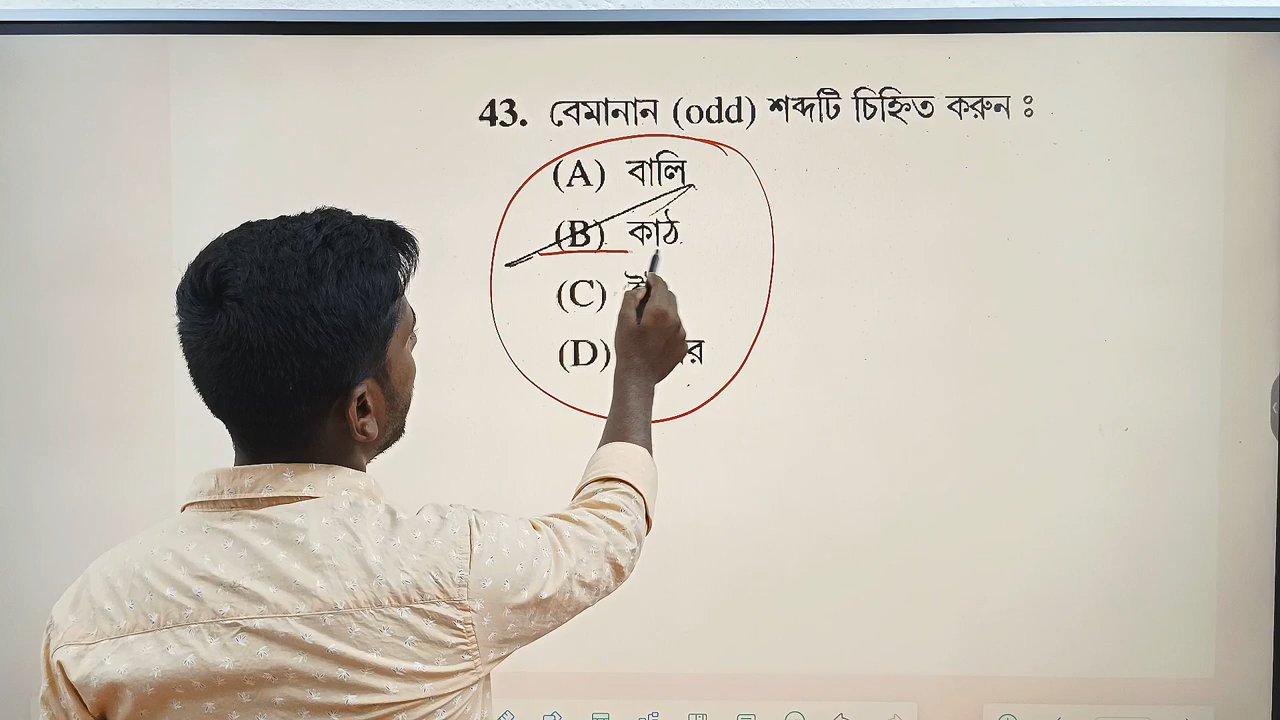 43. বেমানান (odd) শব্দটি চিহ্নিত করুন ঃ
(A) বালি
(B) কাঠ
(C)
(D)